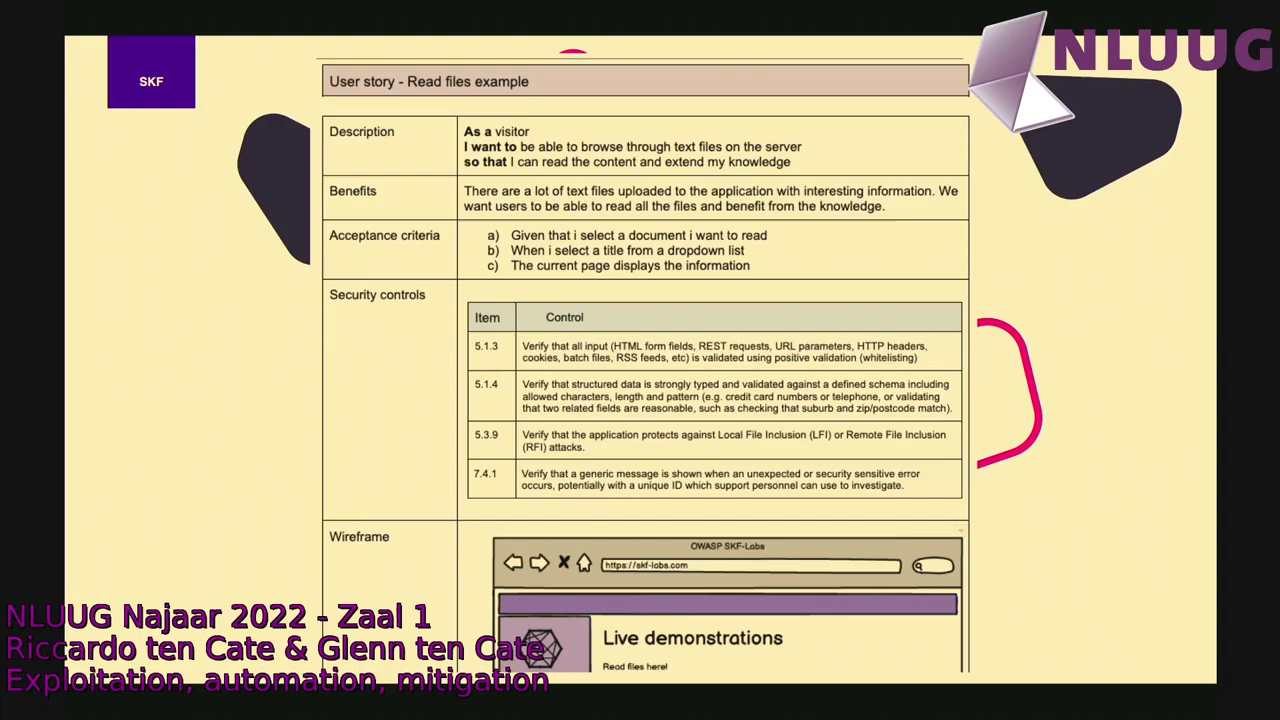 SKF
NLUUG
User story - Read files example
Description
As a visitor
I want to be able to browse through text files on the server
so that I can read the content and extend my knowledge
Benefits
There are a lot of text files uploaded to the application with interesting information. We
want users to be able to read all the files and benefit from the knowledge.
Acceptance criteria
a) Given that i select a document i want to read
b) When i select a title from a dropdown list
c) The current page displays the information
Security controls
Item Control
5.1.3 Verify that all input (HTML form fields, REST requests, URL parameters, HTTP headers,
cookies, batch files, RSS feeds, etc) is validated using positive validation (whitelisting)
5.1.4 Verify that structured data is strongly typed and validated against a defined schema including
allowed characters, length and pattern (e.g. credit card numbers or telephone, or validating
that two related fields are reasonable, such as checking that suburb and zip/postcode match).
5.3.9 Verify that the application protects against Local File Inclusion (LFI) or Remote File Inclusion
(RFI) attacks.
7.4.1 Verify that a generic message is shown when an unexpected or security sensitive error
occurs, potentially with a unique ID which support personnel can use to investigate.
Wireframe
OWASP SKF-Labs
https://skf-labs.com
Live demonstrations
Read files here!
NLUUG Najaar 2022 - Zaal 1
Riccardo ten Cate & Glenn ten Cate
Exploitation, automation, mitigation